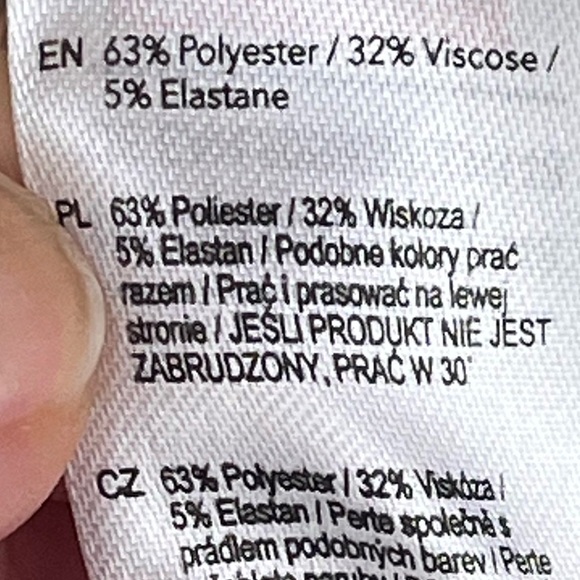 EN 63% Polyester / 32% Viscose /
5% Elastane
PL 63% Poliester / 32% Wiskoza /
5% Elastan / Podobne kolory prać
razem / Prać i prasować na lewej
stronie / JEŚLI PRODUKT NIE JEST
ZABRUDZONY, PRAĆ W 30°
CZ 63% Polyester / 32% Viskóza /
5% Elastan / Perte společně s
prádlem podobných barev / Perte